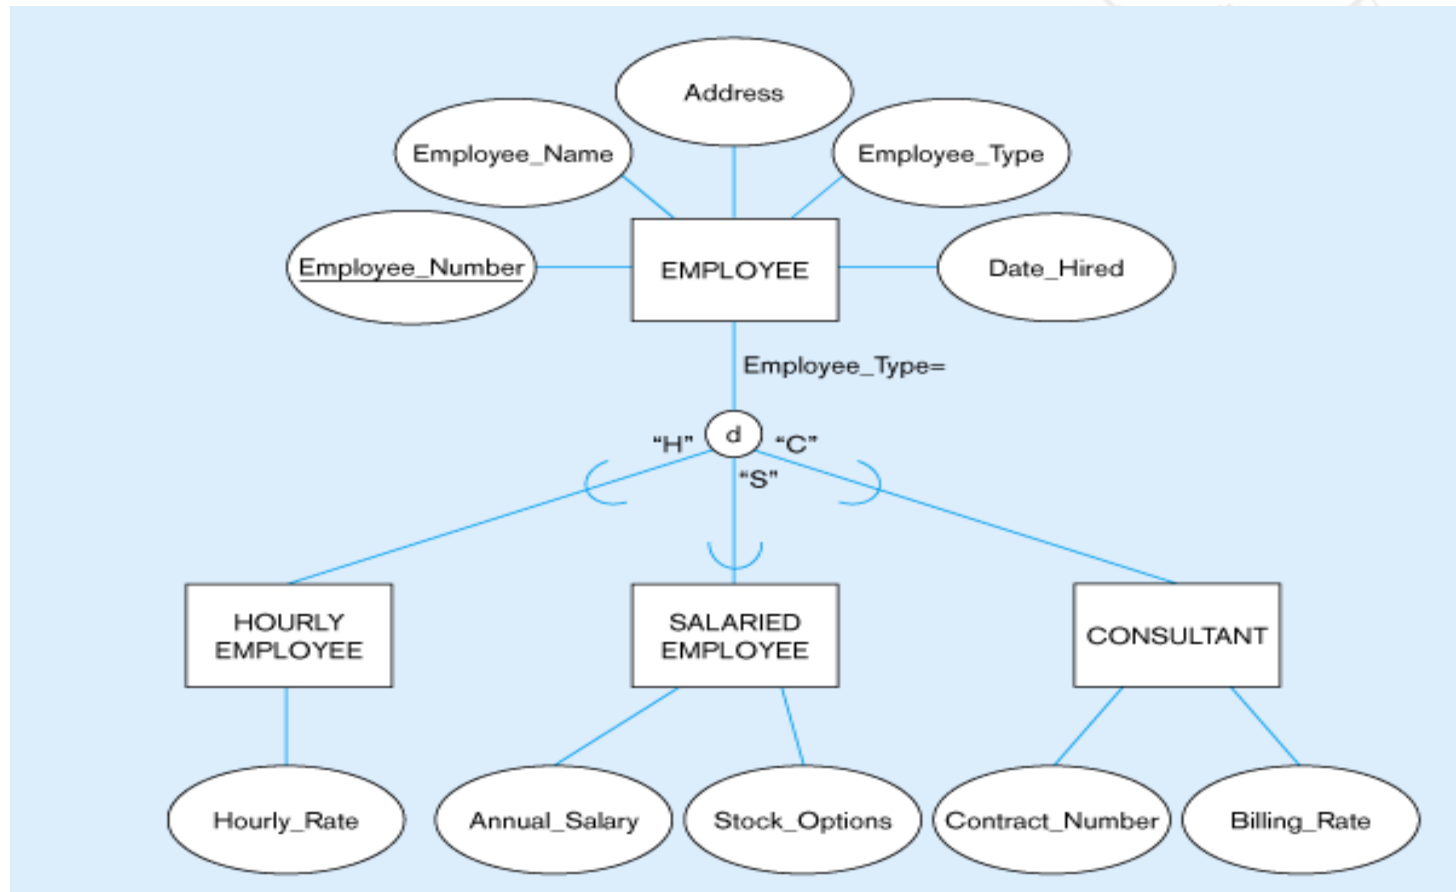 Address
Employee_Name
Employee_Type
Employee_Number
EMPLOYEE
Date_Hired
Employee_Type=
“H”
d
“C”
“S”
HOURLY
EMPLOYEE
SALARIED
EMPLOYEE
CONSULTANT
Hourly_Rate
Annual_Salary
Stock_Options
Contract_Number
Billing_Rate